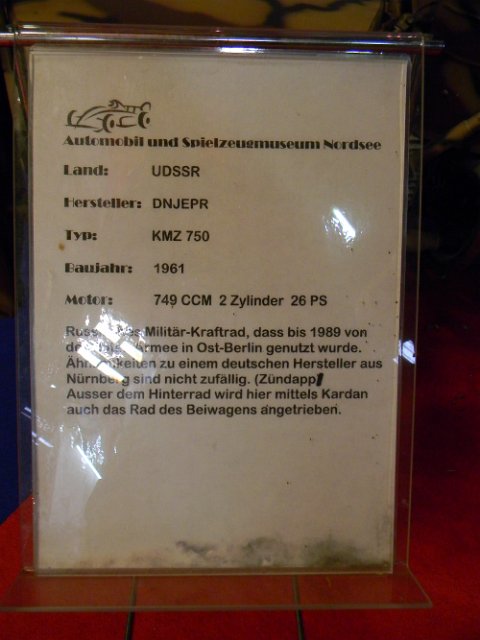 Automobil und Spielzeugmuseum Nordsee
Land: UDSSR
Hersteller: DNJEPR
Typ: KMZ 750
Baujahr: 1961
Motor: 749 CCM 2 Zylinder 26 PS
Militär-Kraftrad, dass bis 1989 von
Armee in Ost-Berlin genutzt wurde.
zu einem deutschen Hersteller aus
Nürnberg sind nicht zufällig. (Zündapp)
Ausser dem Hinterrad wird hier mittels Kardan
auch das Rad des Beiwagens angetrieben.